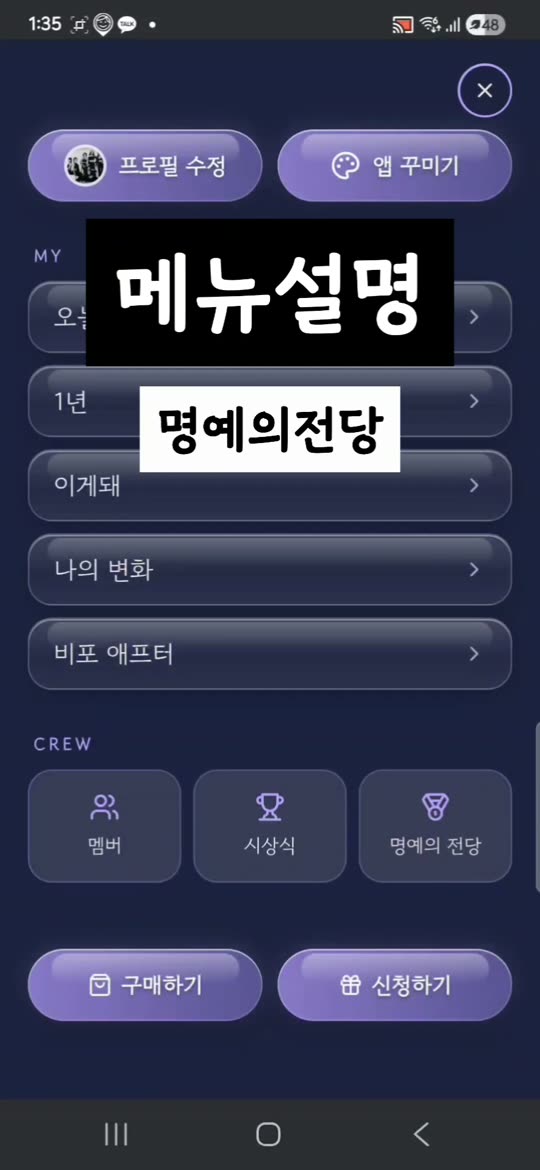 1:35
TALK
48
프로필 수정
앱 꾸미기
MY
메뉴설명
1년
명예의전당
이게돼
나의 변화
비포 애프터
CREW
멤버
시상식
명예의 전당
구매하기
신청하기